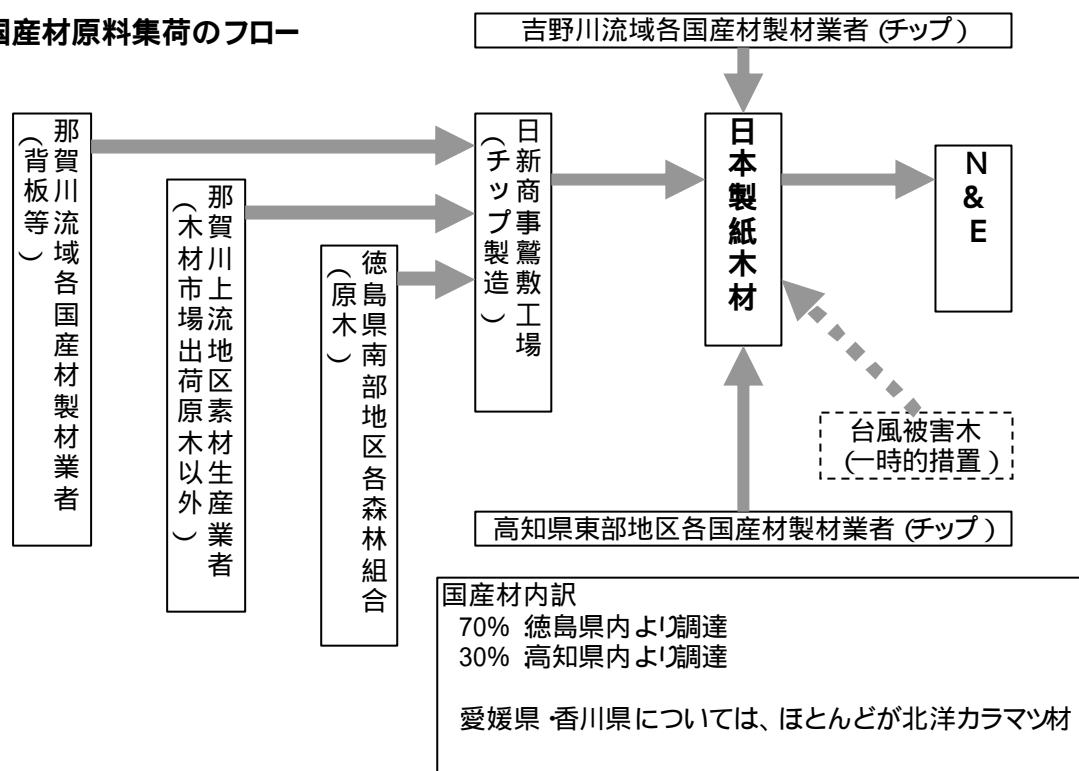 国産材原料集荷のフロー
吉野川流域各国産材製材業者 (チップ)
那賀川流域各国産材製材業者
(背板等)
那賀川上流地区素材生産業者
(木材市場出荷原木以外)
徳島県南部地区各森林組合
(原木)
日新商事鷲敷工場
(チップ製造)
日本製紙木材
N
&
E
台風被害木
(一時的措置)
高知県東部地区各国産材製材業者 (チップ)
国産材内訳
70% 徳島県内より調達
30% 高知県内より調達
愛媛県・香川県については、ほとんどが北洋カラマツ材